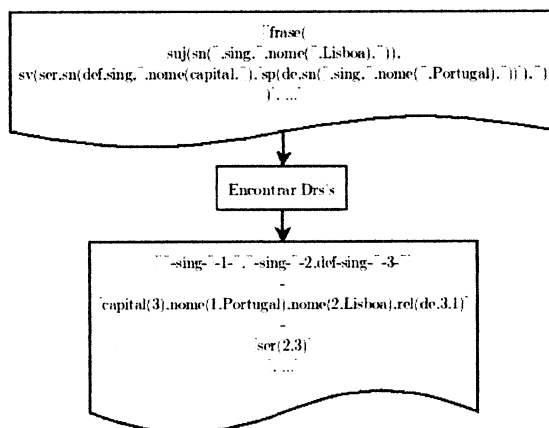 [frase(
suj(sn(_.sing,_.nome(_.Lisboa),_)),
sv(ser,sn(def.sing,_.nome(capital,_),[sp(de.sn(_.sing,_.nome(_.Portugal),_))]),_)
)]. ...
Encontrar Drs's
[_-sing-_-1-_._-sing-_-2.def-sing-_-3-_]
-
[capital(3).nome(1.Portugal).nome(2.Lisboa).rel(de.3.1)]
-
[ser(2.3)]
]. ...